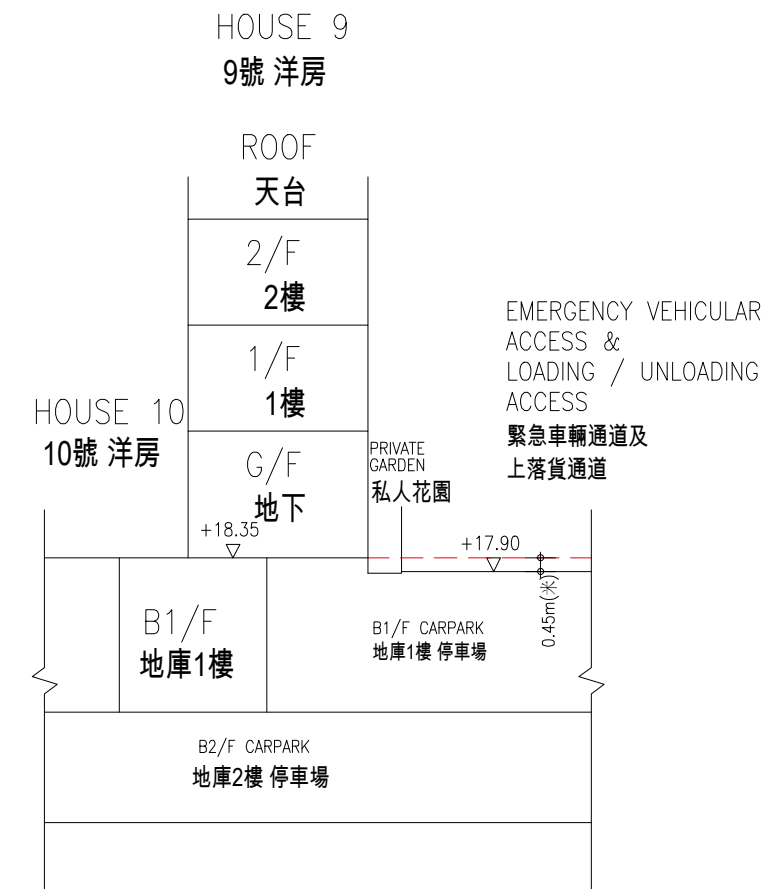 HOUSE 9
9號 洋房
ROOF
天台
2/F
2樓
EMERGENCY VEHICULAR
ACCESS &
LOADING / UNLOADING
ACCESS
緊急車輛通道及
上落貨通道
1/F
1樓
HOUSE 10
10號 洋房
G/F
地下
PRIVATE
GARDEN
私人花園
+18.35
+17.90
0.45m(米)
B1/F
地庫1樓
B1/F CARPARK
地庫1樓 停車場
B2/F CARPARK
地庫2樓 停車場